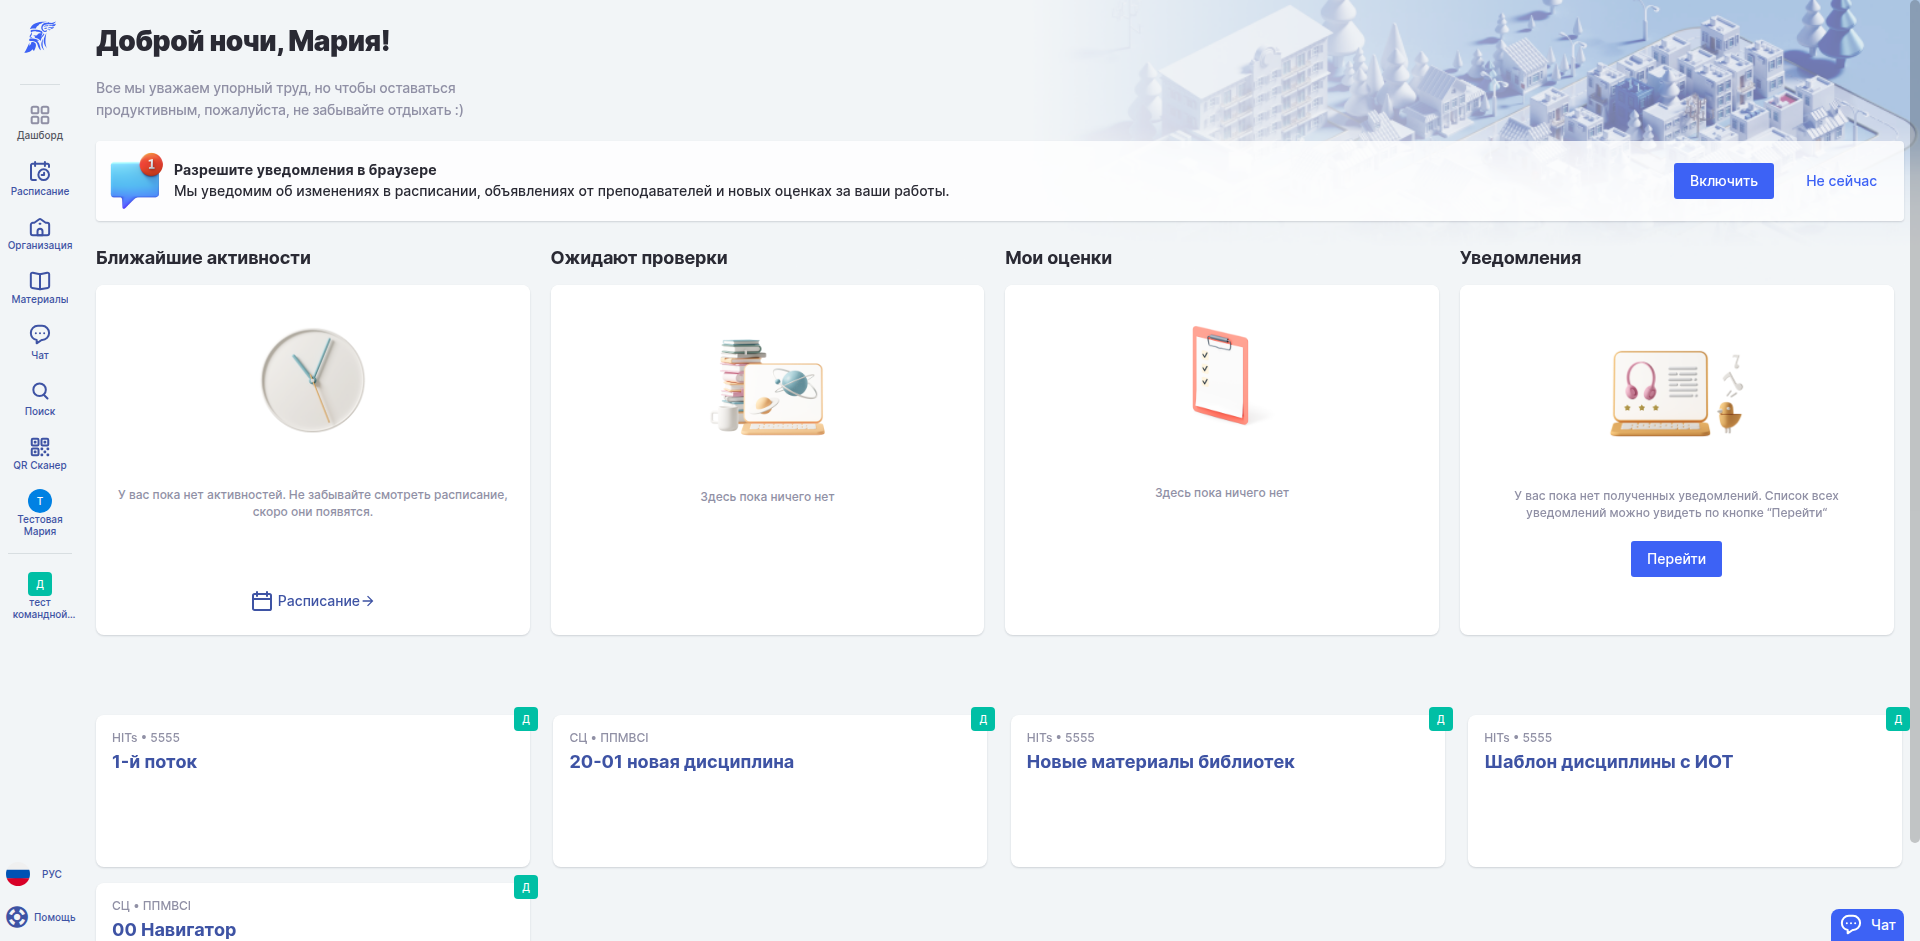 Доброй ночи, Мария!
Все мы уважаем упорный труд, но чтобы оставаться
продуктивным, пожалуйста, не забывайте отдыхать :)
Дашборд
Расписание
Организация
Материалы
Чат
Поиск
QR Сканер
Т
Тестовая
Мария
Д
тест
командной...
РУС
Помощь
1
Разрешите уведомления в браузере
Мы уведомим об изменениях в расписании, объявлениях от преподавателей и новых оценках за ваши работы.
Включить
Не сейчас
Ближайшие активности
У вас пока нет активностей. Не забывайте смотреть расписание,
скоро они появятся.
Расписание
Ожидают проверки
Здесь пока ничего нет
Мои оценки
Здесь пока ничего нет
Уведомления
У вас пока нет полученных уведомлений. Список всех
уведомлений можно увидеть по кнопке “Перейти”
Перейти
Д
HITs • 5555
1-й поток
Д
СЦ • ППМВCI
20-01 новая дисциплина
Д
HITs • 5555
Новые материалы библиотек
Д
HITs • 5555
Шаблон дисциплины с ИОТ
Д
СЦ • ППМВCI
00 Навигатор
Чат